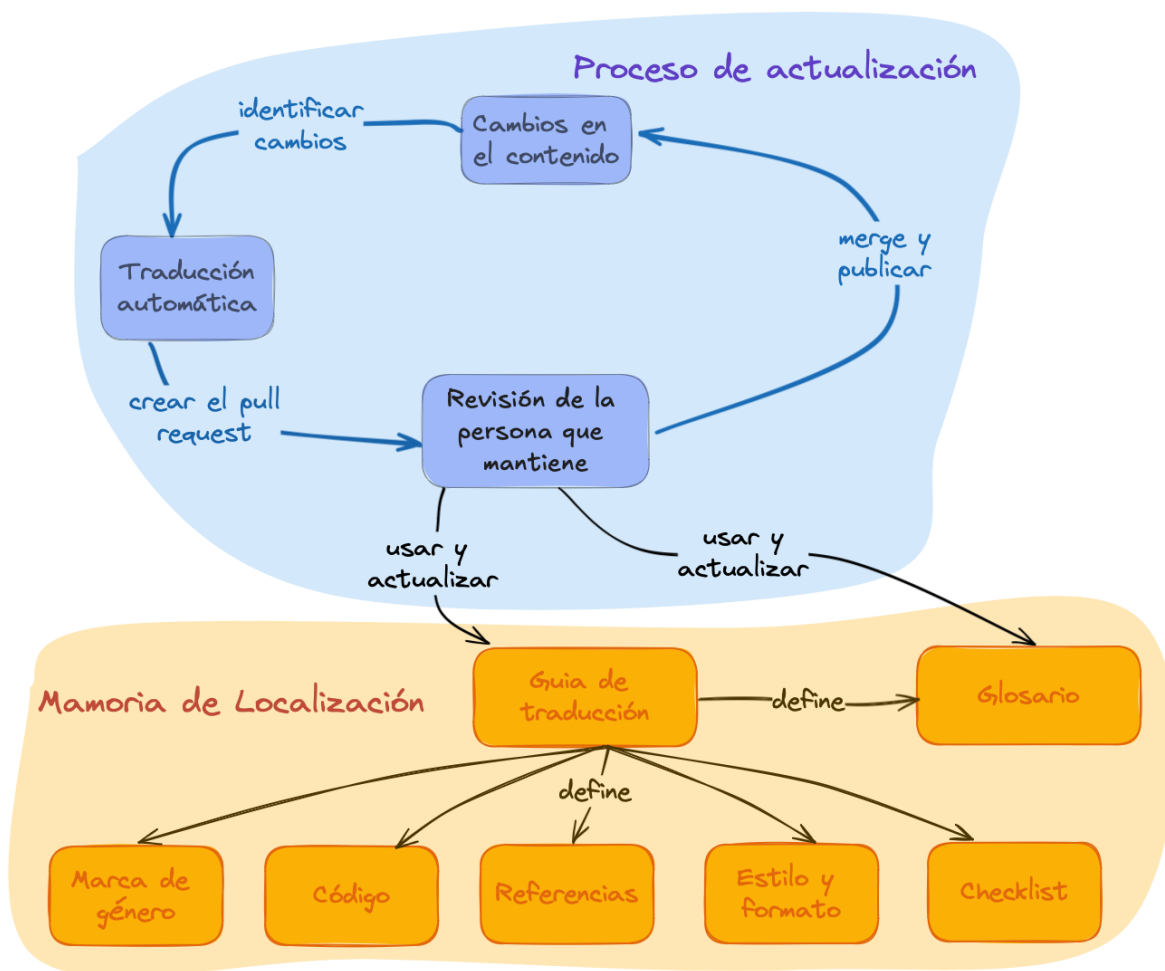 Proceso de actualización
identificar
cambios
Cambios en
el contenido
merge y
publicar
Traducción
automática
crear el pull
request
Revisión de la
persona que
mantiene
usar y
actualizar
usar y
actualizar
Mamoria de Localización
Guia de
traducción
define
Glosario
define
Marca de
género
Código
Referencias
Estilo y
formato
Checklist